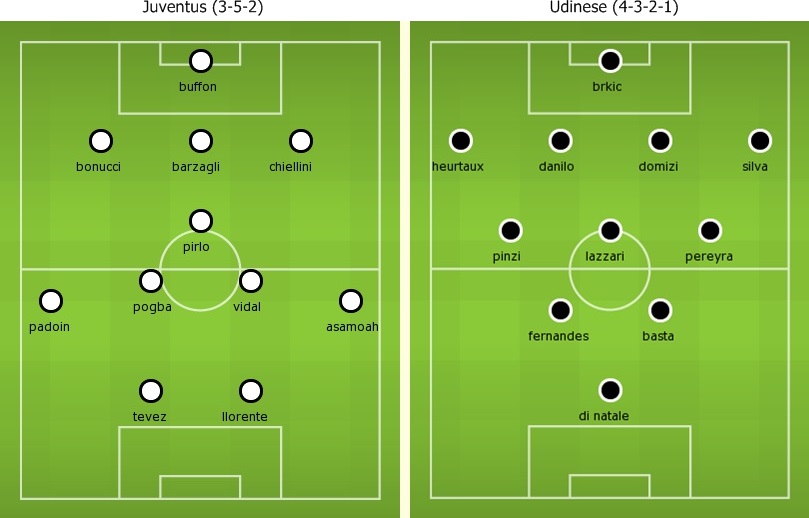 Juventus (3-5-2)
buffon
bonucci barzagli chiellini
pirlo
pogba vidal
padoin asamoah
tevez llorente
Udinese (4-3-2-1)
brkic
heurtaux danilo domizi silva
pinzi lazzari pereyra
fernandes basta
di natale